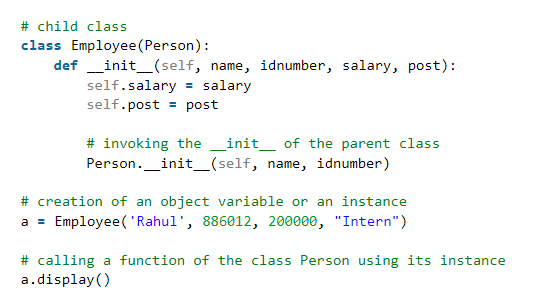 # child class
class Employee(Person):
    def __init__(self, name, idnumber, salary, post):
        self.salary = salary
        self.post = post

        # invoking the __init__ of the parent class
        Person.__init__(self, name, idnumber)

# creation of an object variable or an instance
a = Employee('Rahul', 886012, 200000, "Intern")

# calling a function of the class Person using its instance
a.display()